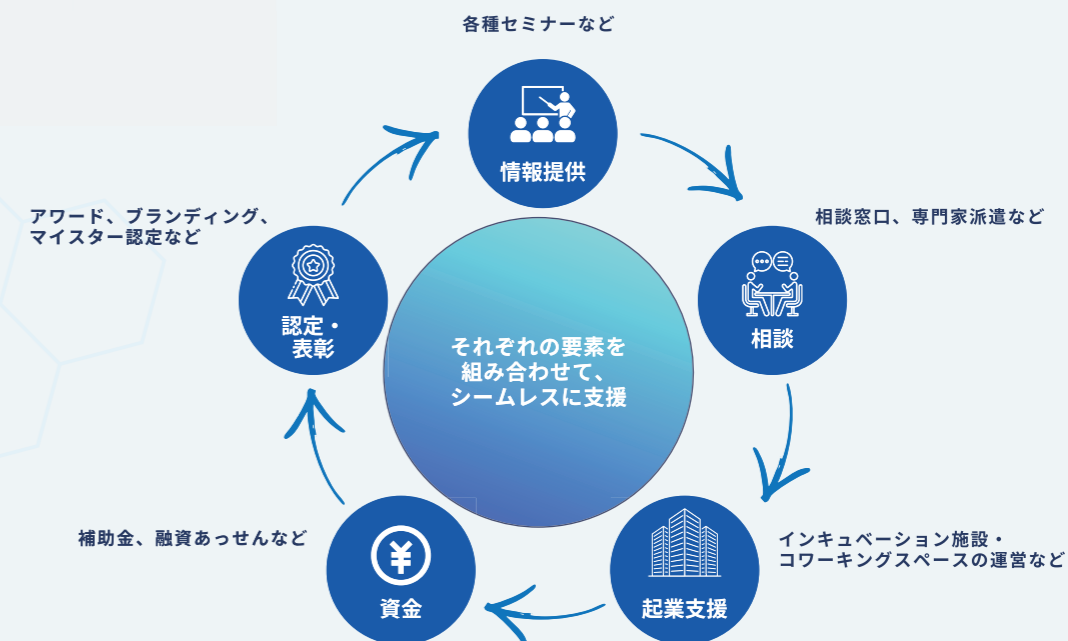 各種セミナーなど
情報提供
相談窓口、専門家派遣など
相談
アワード、ブランディング、
マイスター認定など
認定・
表彰
それぞれの要素を
組み合わせて、
シームレスに支援
インキュベーション施設・
コワーキングスペースの運営など
起業支援
補助金、融資あっせんなど
資金